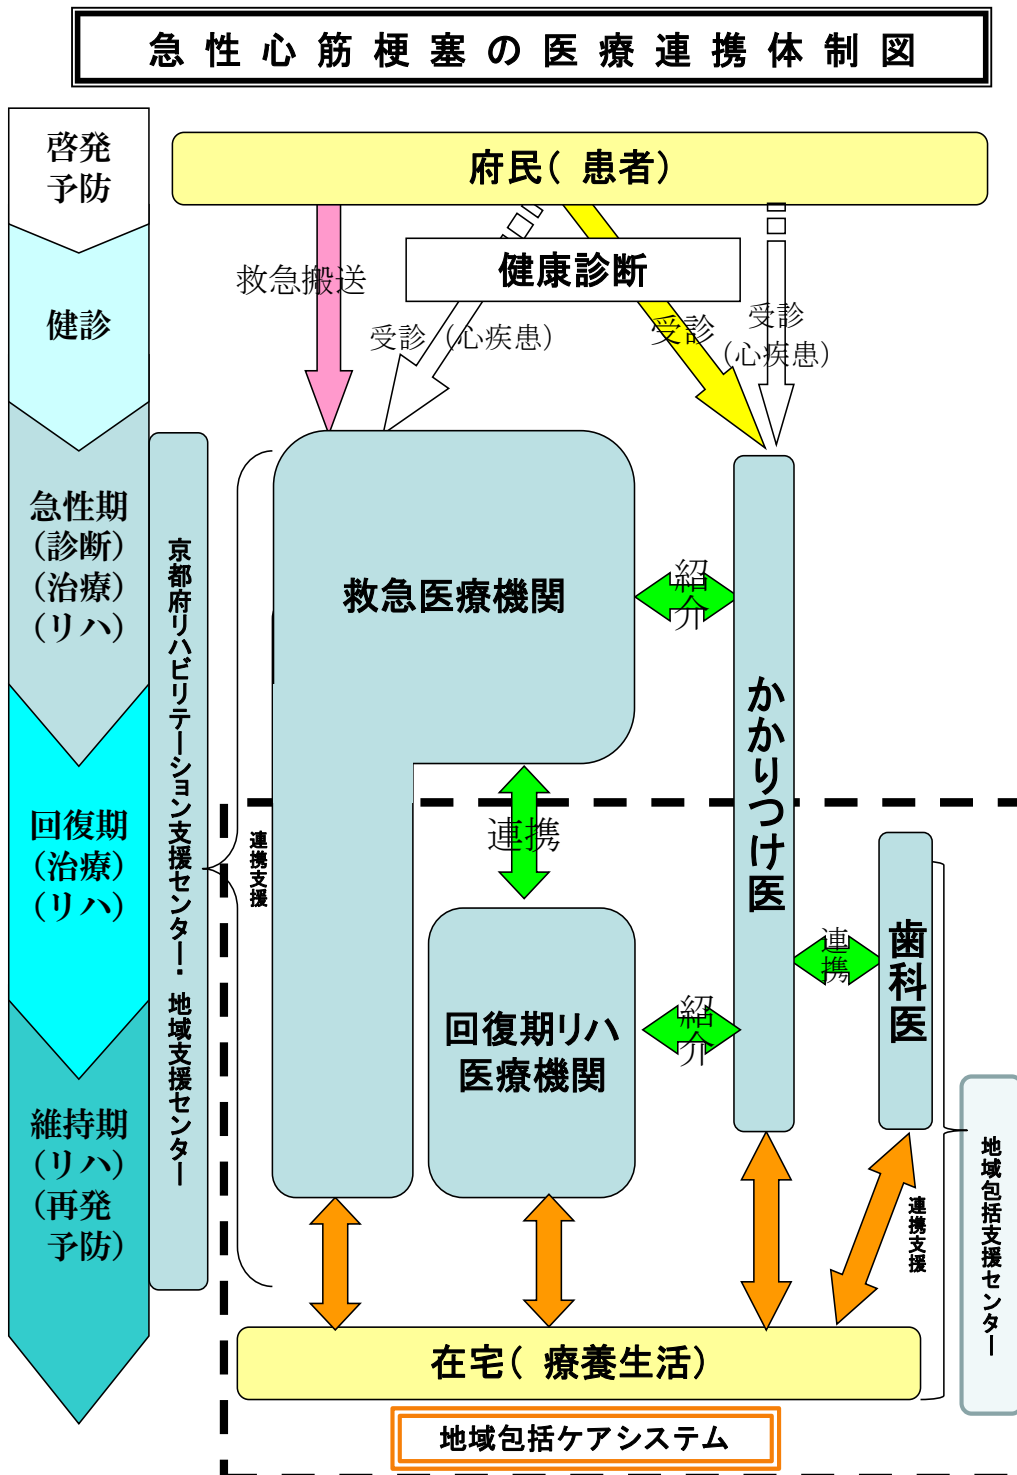 急性心筋梗塞の医療連携体制図
啓発
予防
府民(患者)
救急搬送
健康診断
受診(心疾患)
受診
受診
(心疾患)
健診
急性期
(診断)
(治療)
(リハ)
京都府リハビリテーション支援センター・地域支援センター
救急医療機関
紹介
かかりつけ医
回復期
(治療)
(リハ)
連携支援
連携
歯科医
連携
回復期リハ
医療機関
紹介
維持期
(リハ)
(再発
予防)
連携支援
地域包括支援センター
在宅(療養生活)
地域包括ケアシステム